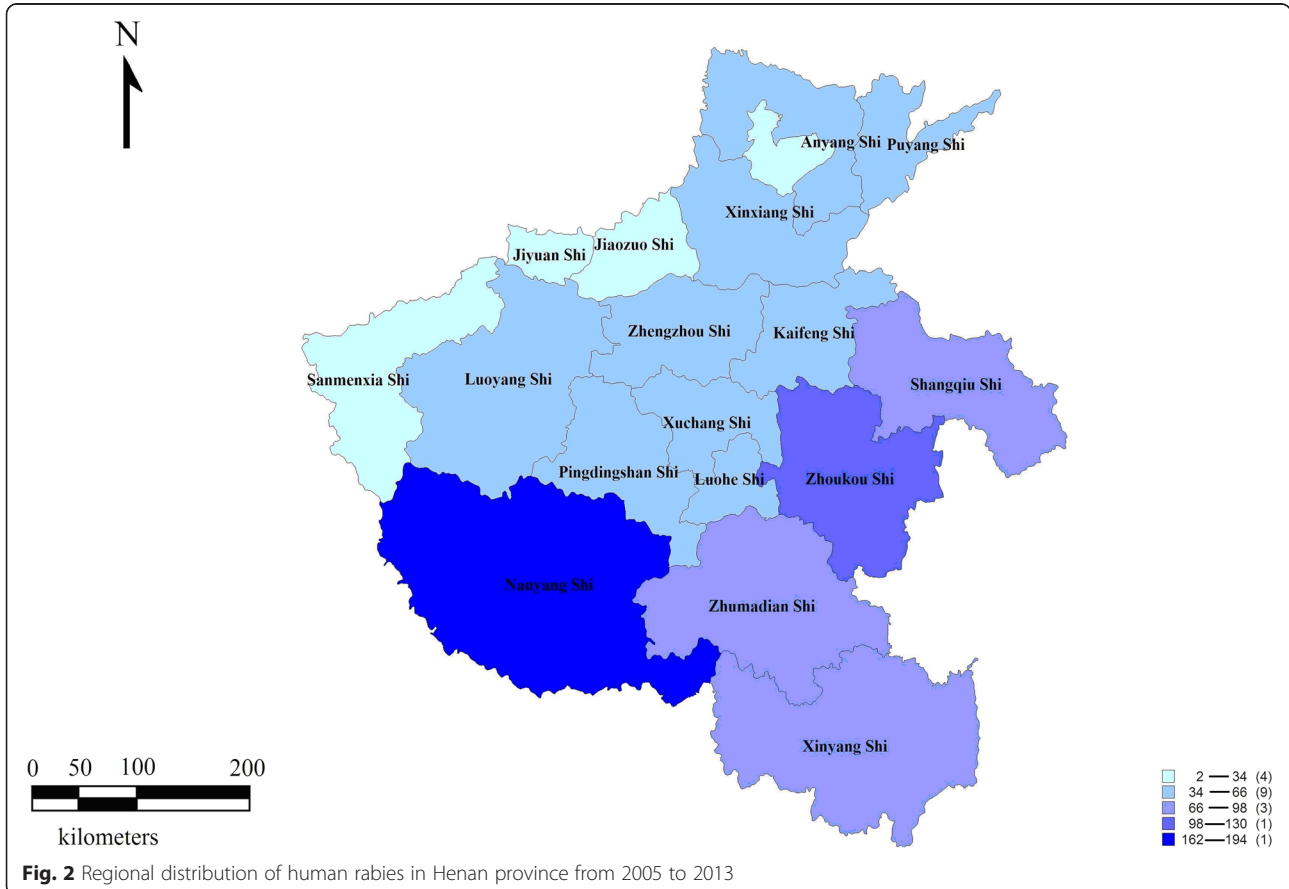 N
Anyang Shi
Puyang Shi
Xinxiang Shi
Jiaozuo Shi
Jiyuan Shi
Zhengzhou Shi
Kaifeng Shi
Sanmenxia Shi
Luoyang Shi
Shangqiu Shi
Xuchang Shi
Pingdingshan Shi
Luohe Shi
Zhoukou Shi
Nanyang Shi
Zhumadian Shi
Xinyang Shi
0 50 100 200
kilometers
2 — 34 (4)
34 — 66 (9)
66 — 98 (3)
98 — 130 (1)
162 — 194 (1)
Fig. 2 Regional distribution of human rabies in Henan province from 2005 to 2013